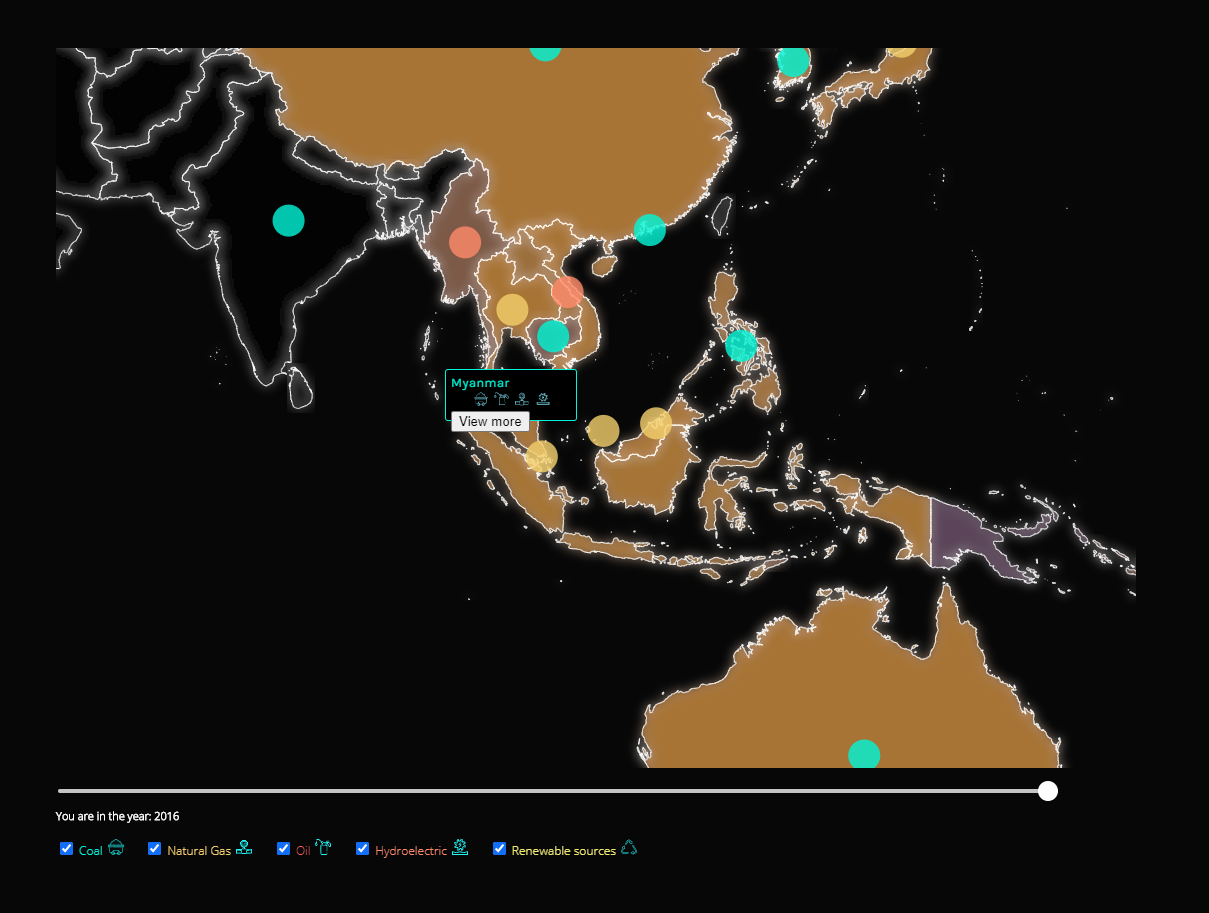 Myanmar
View more
You are in the year: 2016
Coal Natural Gas Oil Hydroelectric Renewable sources